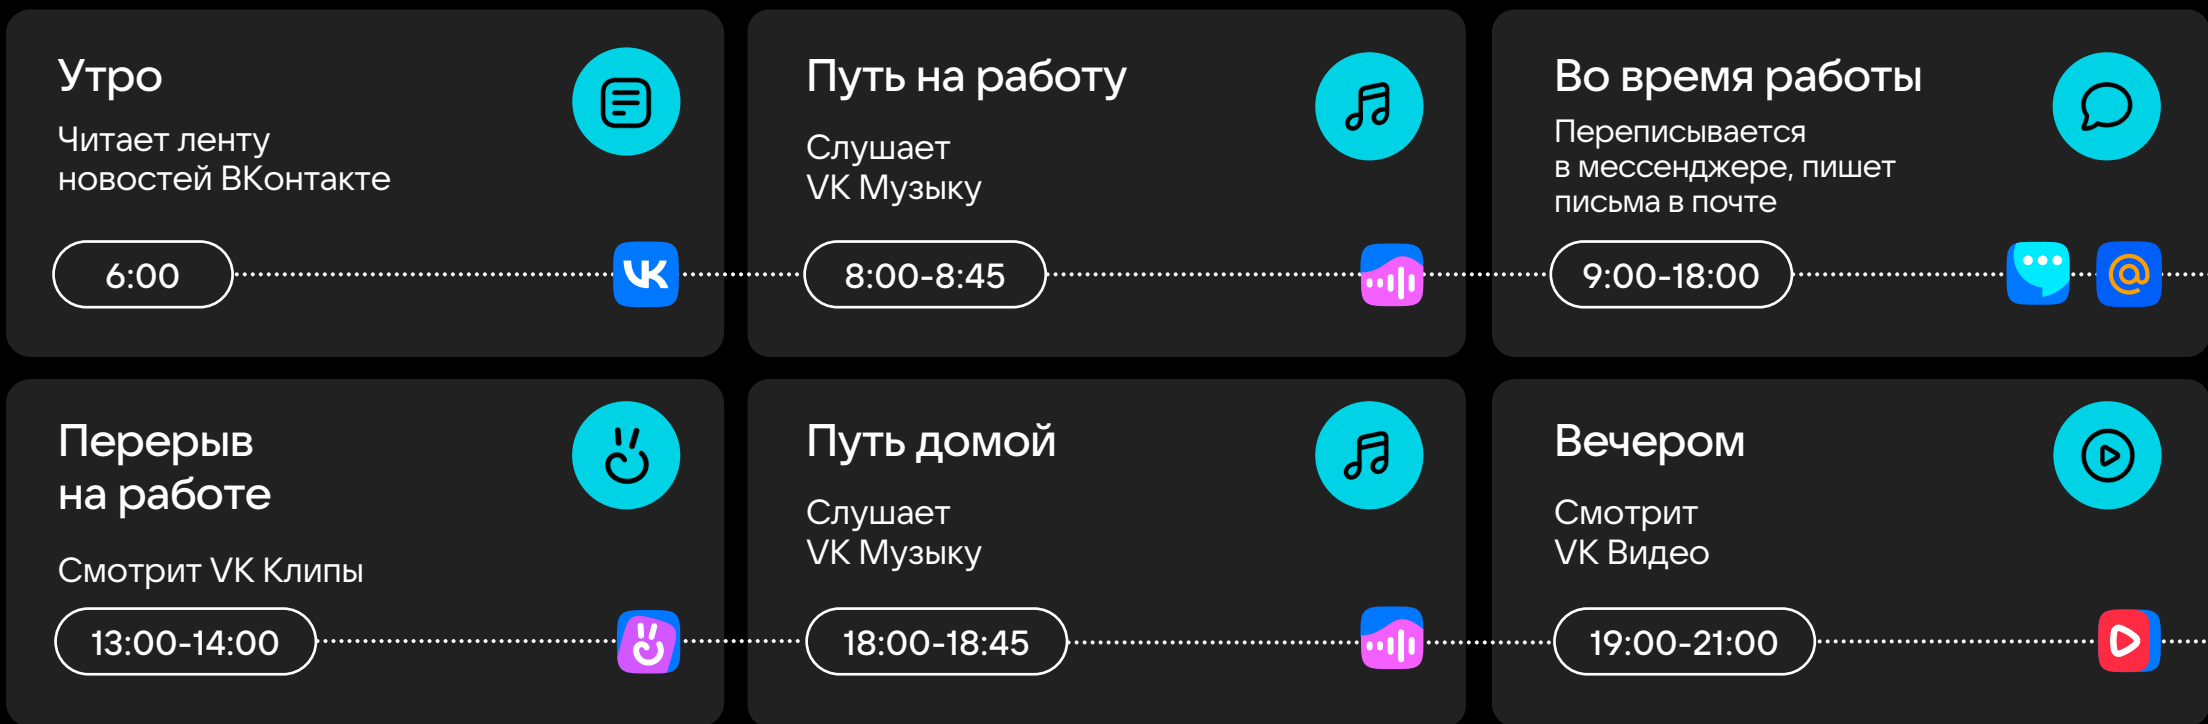 Утро
Читает ленту
новостей ВКонтакте
6:00
VK
Путь на работу
Слушает
VK Музыку
8:00-8:45
Во время работы
Переписывается
в мессенджере, пишет
письма в почте
9:00-18:00
@
Перерыв
на работе
Смотрит VK Клипы
13:00-14:00
Путь домой
Слушает
VK Музыку
18:00-18:45
Вечером
Смотрит
VK Видео
19:00-21:00